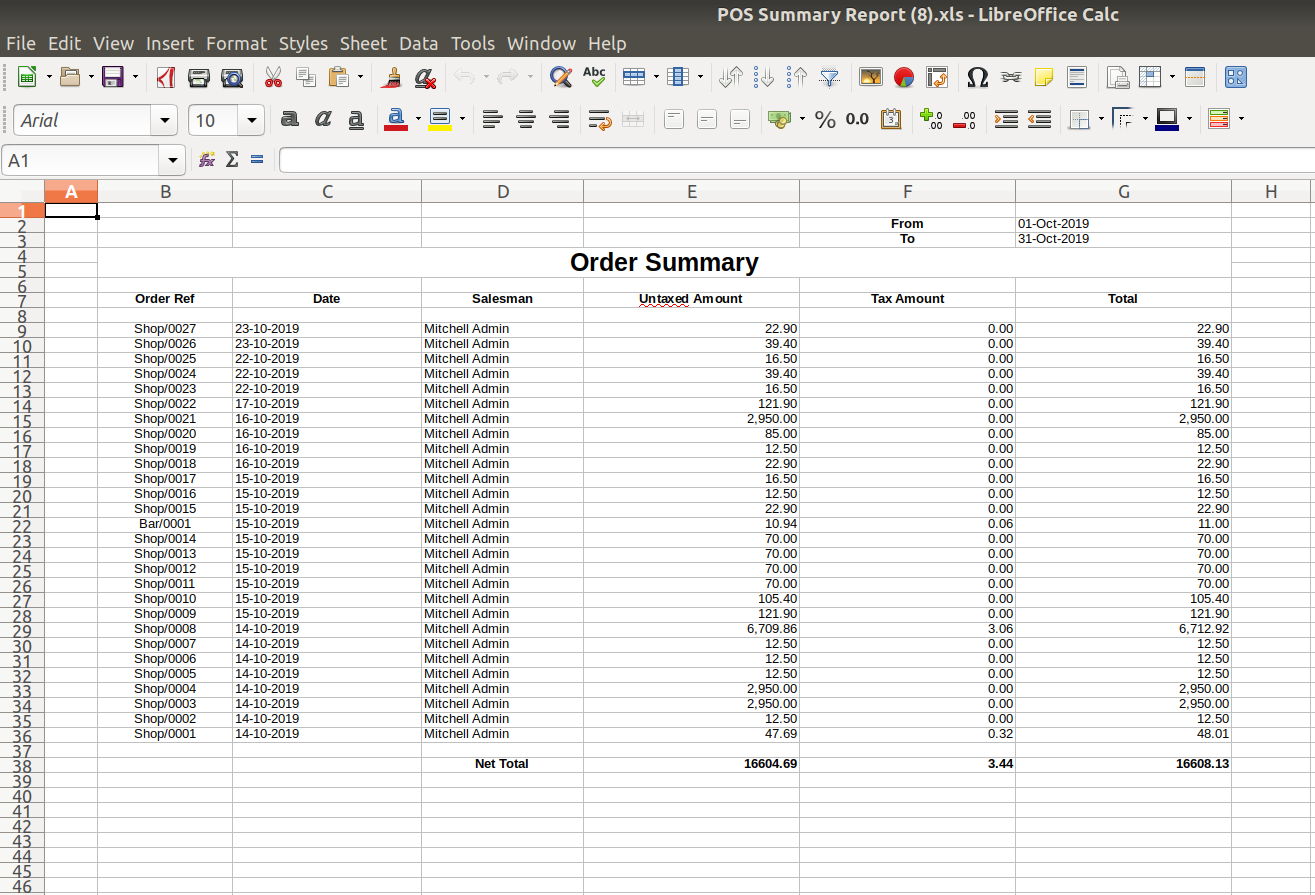 POS Summary Report (8).xls - LibreOffice Calc
File Edit View Insert Format Styles Sheet Data Tools Window Help
Abc
Arial 10 a a a a % 0.0 3 .00 .00
A1 fx Σ =
A B C D E F G H
1
2 From 01-Oct-2019
3 To 31-Oct-2019
4 Order Summary
5
6
7 Order Ref Date Salesman Untaxed Amount Tax Amount Total
8
9 Shop/0027 23-10-2019 Mitchell Admin 22.90 0.00 22.90
10 Shop/0026 23-10-2019 Mitchell Admin 39.40 0.00 39.40
11 Shop/0025 22-10-2019 Mitchell Admin 16.50 0.00 16.50
12 Shop/0024 22-10-2019 Mitchell Admin 39.40 0.00 39.40
13 Shop/0023 22-10-2019 Mitchell Admin 16.50 0.00 16.50
14 Shop/0022 17-10-2019 Mitchell Admin 121.90 0.00 121.90
15 Shop/0021 16-10-2019 Mitchell Admin 2,950.00 0.00 2,950.00
16 Shop/0020 16-10-2019 Mitchell Admin 85.00 0.00 85.00
17 Shop/0019 16-10-2019 Mitchell Admin 12.50 0.00 12.50
18 Shop/0018 16-10-2019 Mitchell Admin 22.90 0.00 22.90
19 Shop/0017 15-10-2019 Mitchell Admin 16.50 0.00 16.50
20 Shop/0016 15-10-2019 Mitchell Admin 12.50 0.00 12.50
21 Shop/0015 15-10-2019 Mitchell Admin 22.90 0.00 22.90
22 Bar/0001 15-10-2019 Mitchell Admin 10.94 0.06 11.00
23 Shop/0014 15-10-2019 Mitchell Admin 70.00 0.00 70.00
24 Shop/0013 15-10-2019 Mitchell Admin 70.00 0.00 70.00
25 Shop/0012 15-10-2019 Mitchell Admin 70.00 0.00 70.00
26 Shop/0011 15-10-2019 Mitchell Admin 70.00 0.00 70.00
27 Shop/0010 15-10-2019 Mitchell Admin 105.40 0.00 105.40
28 Shop/0009 15-10-2019 Mitchell Admin 121.90 0.00 121.90
29 Shop/0008 14-10-2019 Mitchell Admin 6,709.86 3.06 6,712.92
30 Shop/0007 14-10-2019 Mitchell Admin 12.50 0.00 12.50
31 Shop/0006 14-10-2019 Mitchell Admin 12.50 0.00 12.50
32 Shop/0005 14-10-2019 Mitchell Admin 12.50 0.00 12.50
33 Shop/0004 14-10-2019 Mitchell Admin 2,950.00 0.00 2,950.00
34 Shop/0003 14-10-2019 Mitchell Admin 2,950.00 0.00 2,950.00
35 Shop/0002 14-10-2019 Mitchell Admin 12.50 0.00 12.50
36 Shop/0001 14-10-2019 Mitchell Admin 47.69 0.32 48.01
37
38 Net Total 16604.69 3.44 16608.13
39
40
41
42
43
44
45
46